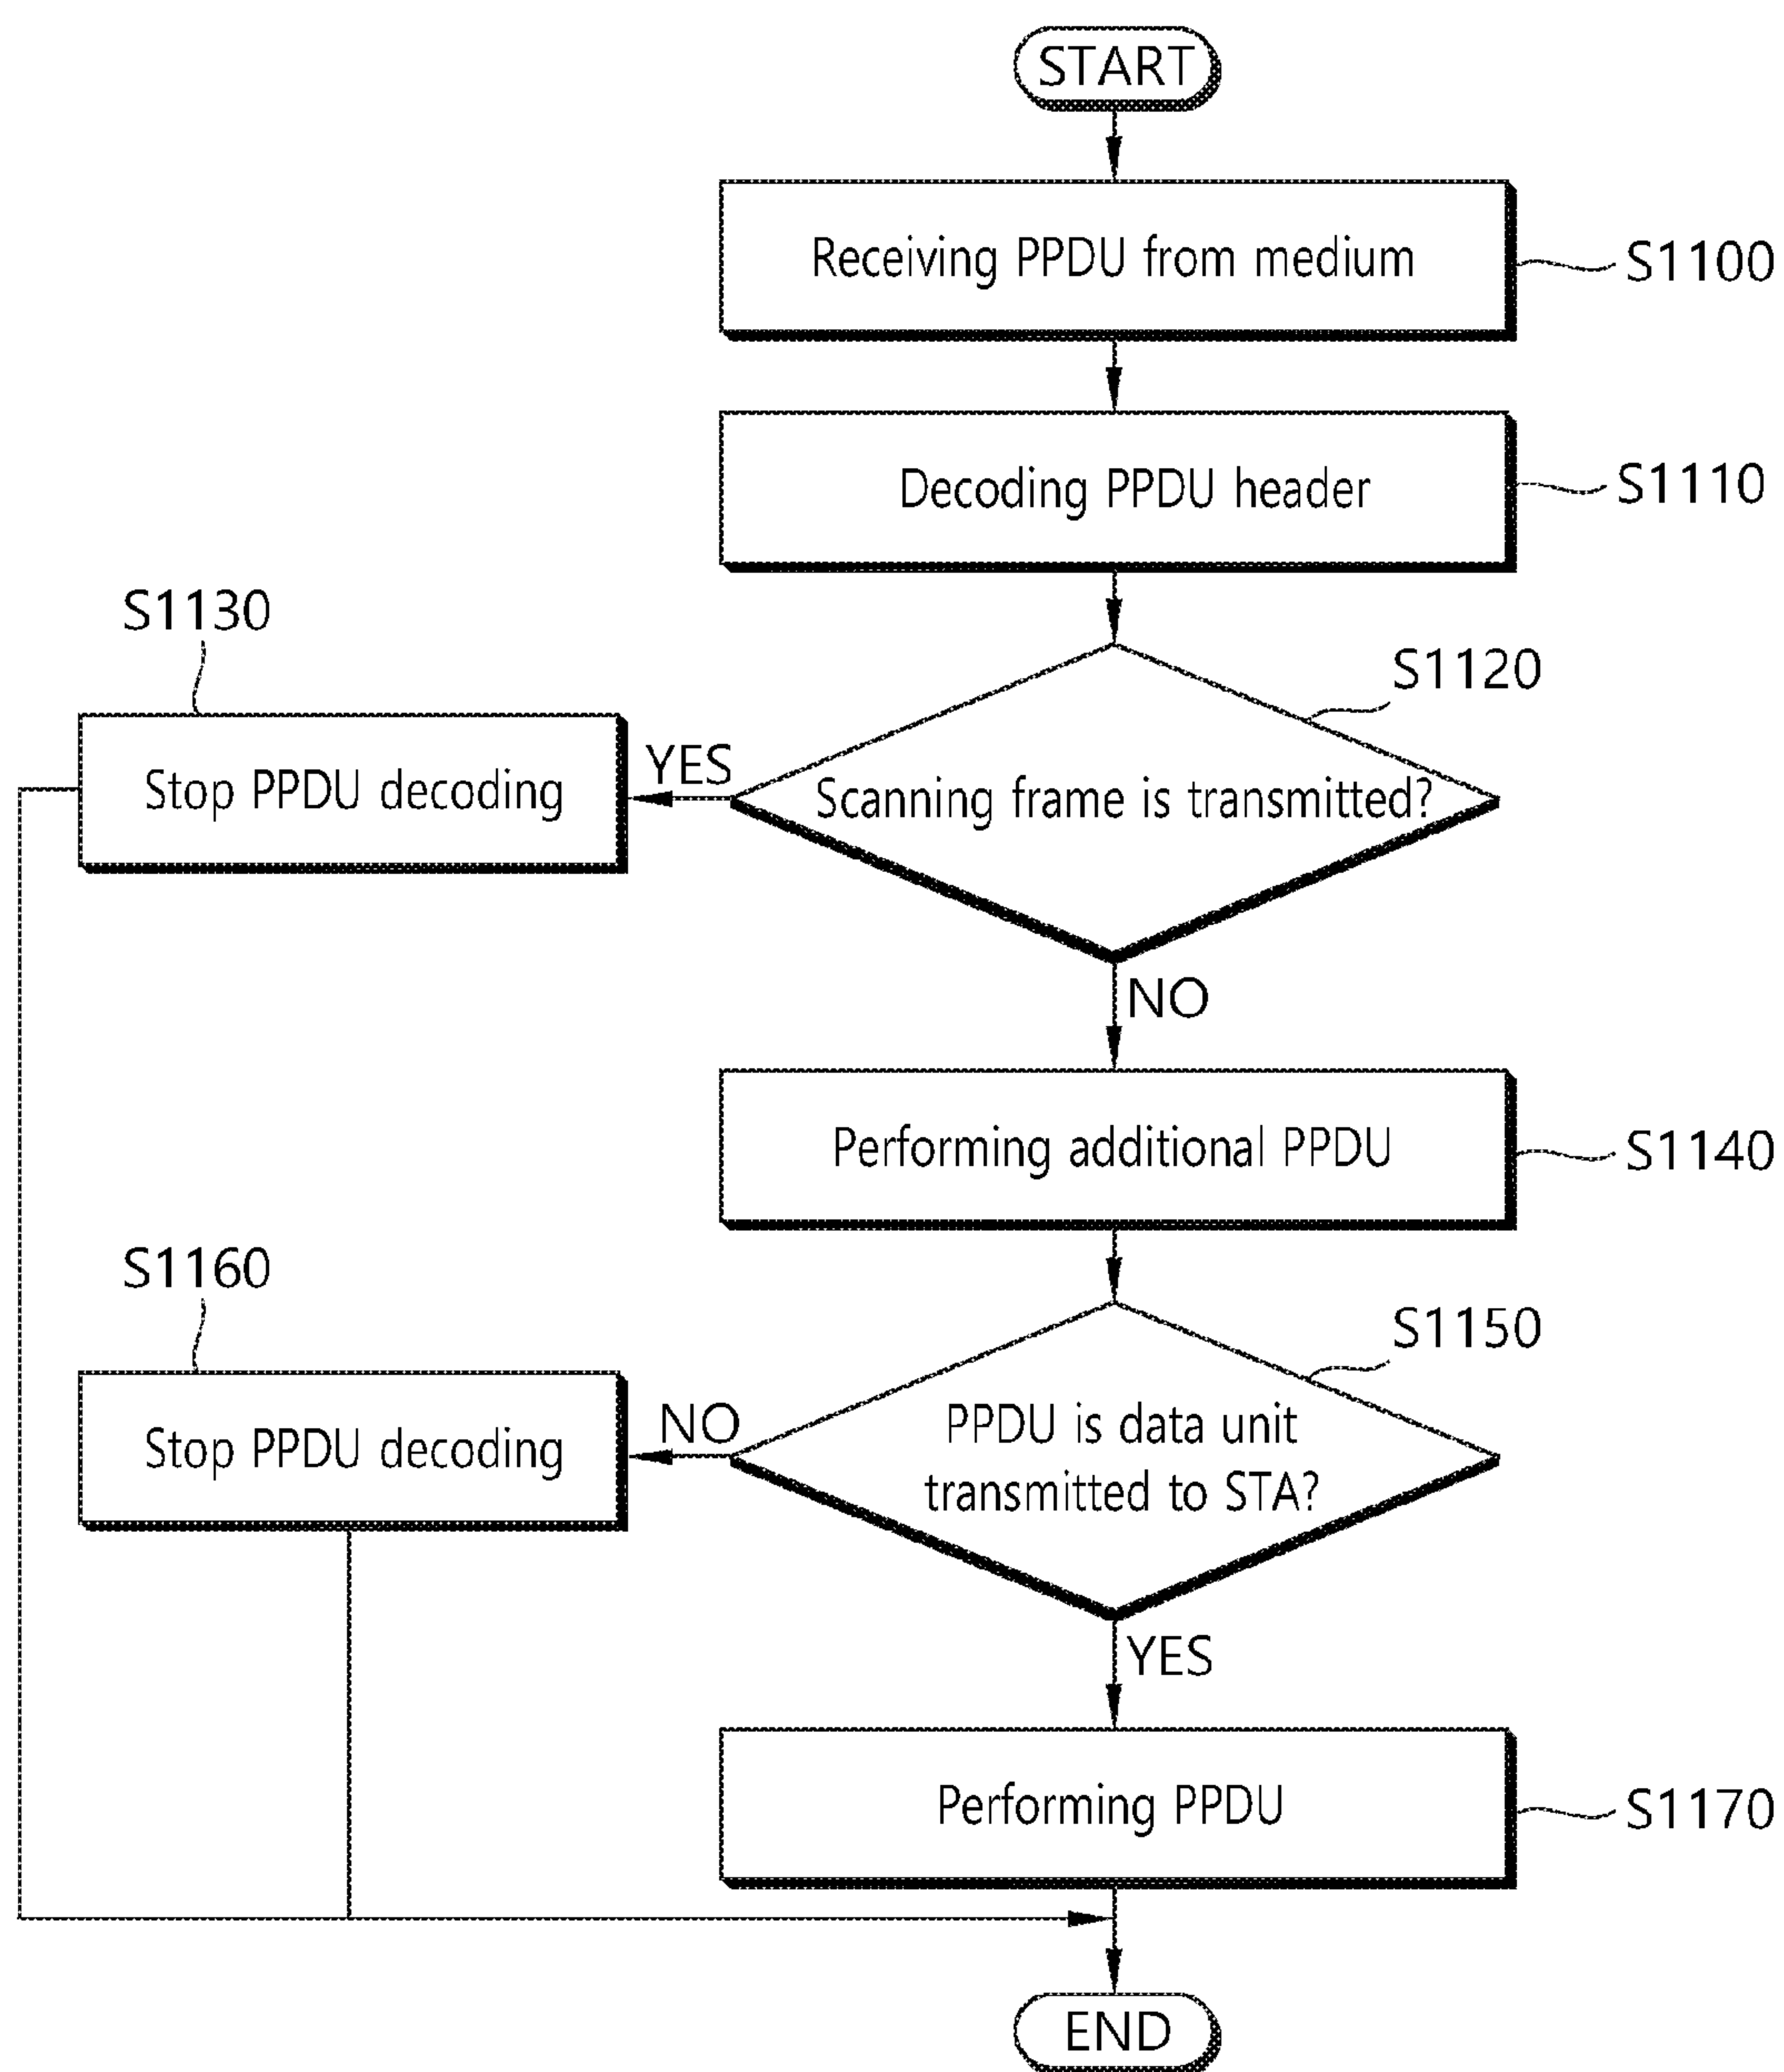 START
Receiving PPDU from medium
S1100
Decoding PPDU header
S1110
S1130
S1120
Stop PPDU decoding
YES
Scanning frame is transmitted?
NO
Performing additional PPDU
S1140
S1160
S1150
Stop PPDU decoding
NO
PPDU is data unit
transmitted to STA?
YES
Performing PPDU
S1170
END